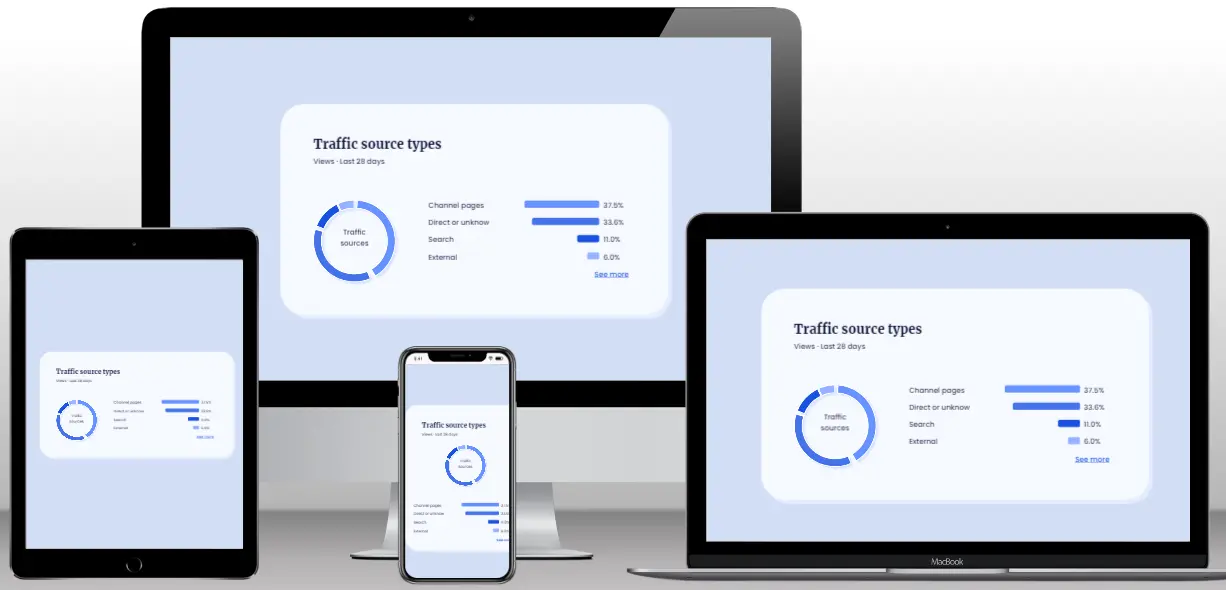 Traffic source types
Views · Last 28 days
Traffic
sources
Channel pages 37.5%
Direct or unknow 33.6%
Search 11.0%
External 6.0%
See more
Traffic source types
Views · Last 28 days
Traffic
sources
Channel pages
Direct or unknow
Search
External
See more
Traffic source types
Views · Last 28 days
Traffic
sources
Channel pages
Direct or unknow
Search
External
Traffic source types
Views · Last 28 days
Traffic
sources
Channel pages 37.5%
Direct or unknow 33.6%
Search 11.0%
External 6.0%
See more
MacBook